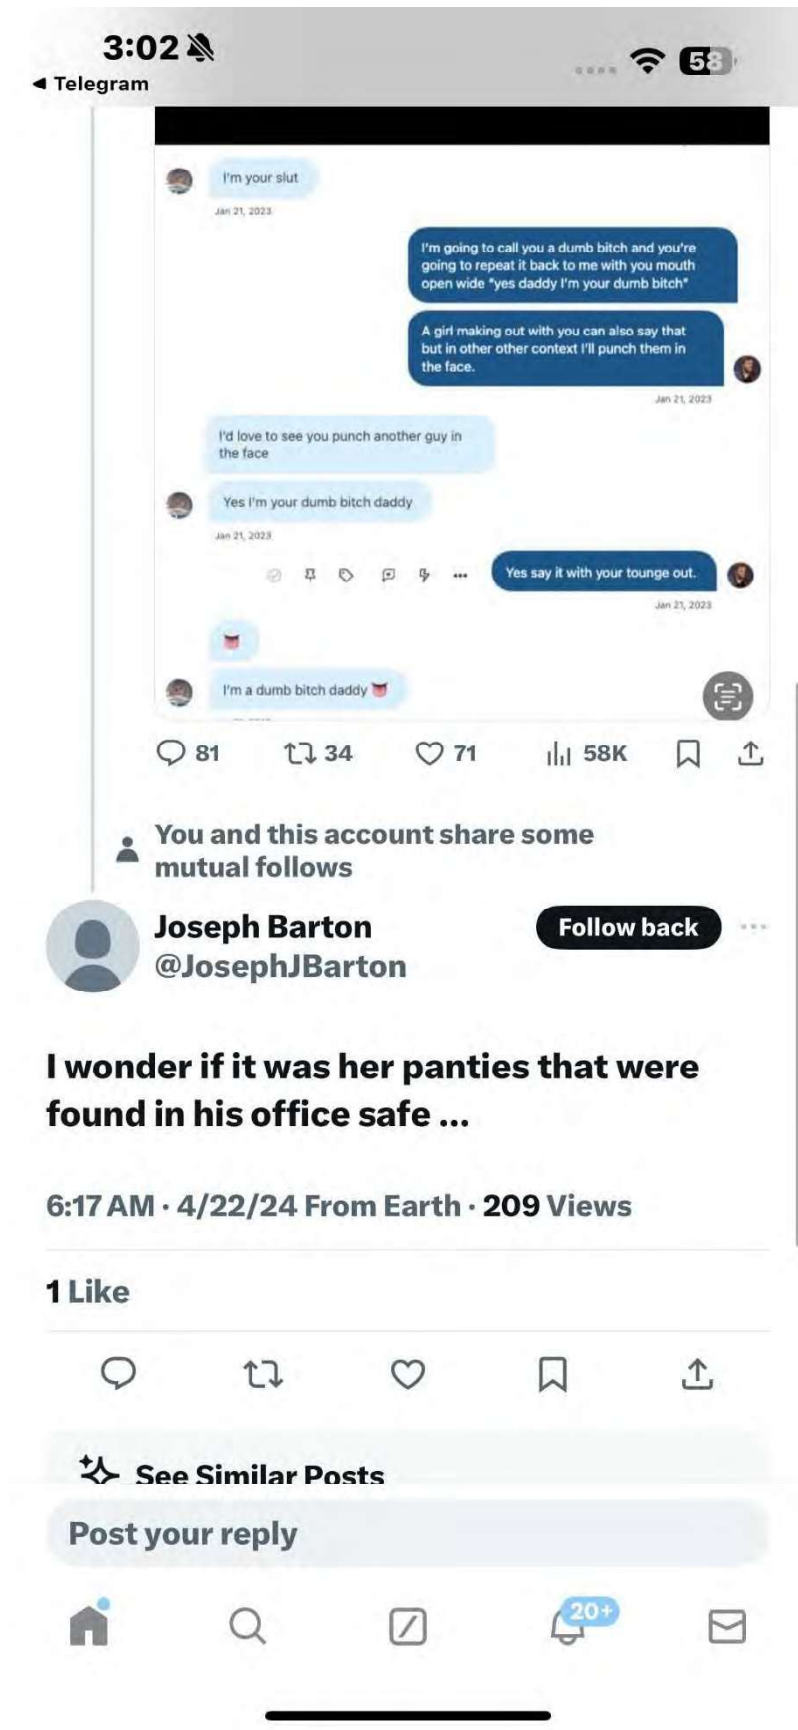 3:02
58
◄ Telegram
I'm your slut
Jan 21, 2023
I'm going to call you a dumb bitch and you're
going to repeat it back to me with you mouth
open wide "yes daddy I'm your dumb bitch"
A girl making out with you can also say that
but in other other context I'll punch them in
the face.
Jan 21, 2023
I'd love to see you punch another guy in
the face
Yes I'm your dumb bitch daddy
Jan 21, 2023
Yes say it with your tounge out.
Jan 21, 2023
👅
I'm a dumb bitch daddy 👅
81 34 71 58K
You and this account share some
mutual follows
Joseph Barton
Follow back
@JosephJBarton
I wonder if it was her panties that were
found in his office safe ...
6:17 AM · 4/22/24 From Earth · 209 Views
1 Like
See Similar Posts
Post your reply
20+